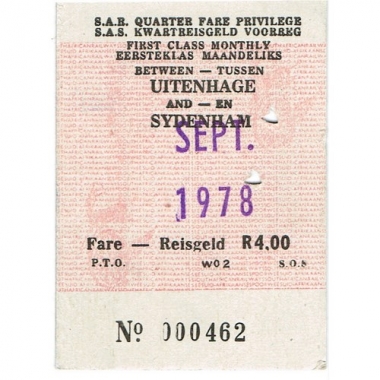 S.A.R. QUARTER FARE PRIVILEGE
S.A.S. KWARTREISGELD VOORREG
FIRST CLASS MONTHLY
EERSTEKLAS MAANDELIKS
BETWEEN — TUSSEN
UITENHAGE
AND — EN
SYDENHAM
SEPT.
1978
Fare — Reisgeld R4,00
P.T.O. W02 S.O.S
No 000462